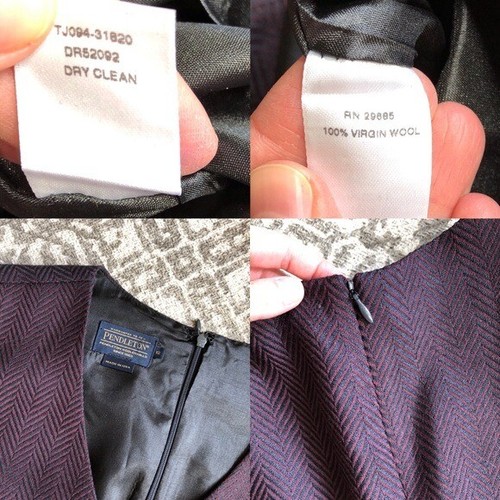 TJ094-31820
DR52092
DRY CLEAN
RN 29685
100% VIRGIN WOOL
PENDLETON